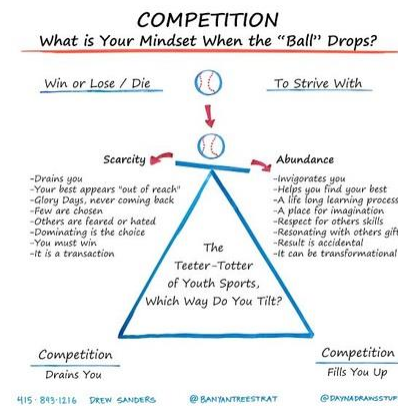 COMPETITION
What is Your Mindset When the "Ball" Drops?
Win or Lose / Die
To Strive With
Scarcity
-Drains you
-Your best appears "out of reach"
-Glory Days, never coming back
-Few are chosen
-Others are feared or hated
-Dominating is the choice
-You must win
-It is a transaction
Abundance
-Invigorates you
-Helps you find your best
-A life long learning process
-A place for imagination
-Respect for others skills
-Resonating with others gift
-Result is accidental
-It can be transformational
The
Teeter-Totter
of Youth Sports,
Which Way Do You Tilt?
Competition
Drains You
Competition
Fills You Up
415-893-1216 DREW SANDERS @BANYANTREESTRAT